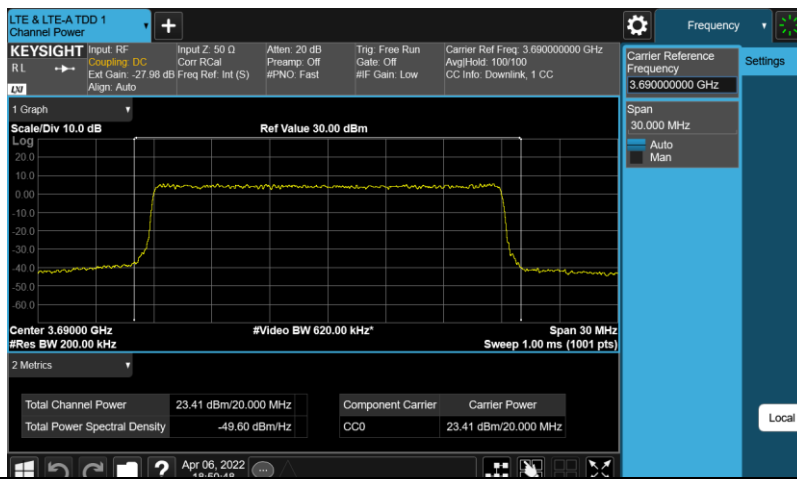 LTE & LTE-A TDD 1
Channel Power
Frequency
KEYSIGHT
R L
LXI
Input: RF
Coupling: DC
Ext Gain: -27.98 dB
Align: Auto
Input Z: 50 Ω
Corr RCal
Freq Ref: Int (S)
Atten: 20 dB
Preamp: Off
#PNO: Fast
Trig: Free Run
Gate: Off
#IF Gain: Low
Carrier Ref Freq: 3.690000000 GHz
Avg|Hold: 100/100
CC Info: Downlink, 1 CC
Carrier Reference
Frequency
3.690000000 GHz
Settings
Span
30.000 MHz
Auto
Man
1 Graph
Scale/Div 10.0 dB
Ref Value 30.00 dBm
Log
20.0
10.0
0.00
-10.0
-20.0
-30.0
-40.0
-50.0
-60.0
Center 3.69000 GHz
#Video BW 620.00 kHz*
Span 30 MHz
#Res BW 200.00 kHz
Sweep 1.00 ms (1001 pts)
2 Metrics
Total Channel Power 23.41 dBm/20.000 MHz
Total Power Spectral Density -49.60 dBm/Hz
Component Carrier Carrier Power
CC0 23.41 dBm/20.000 MHz
Local
?
Apr 06, 2022